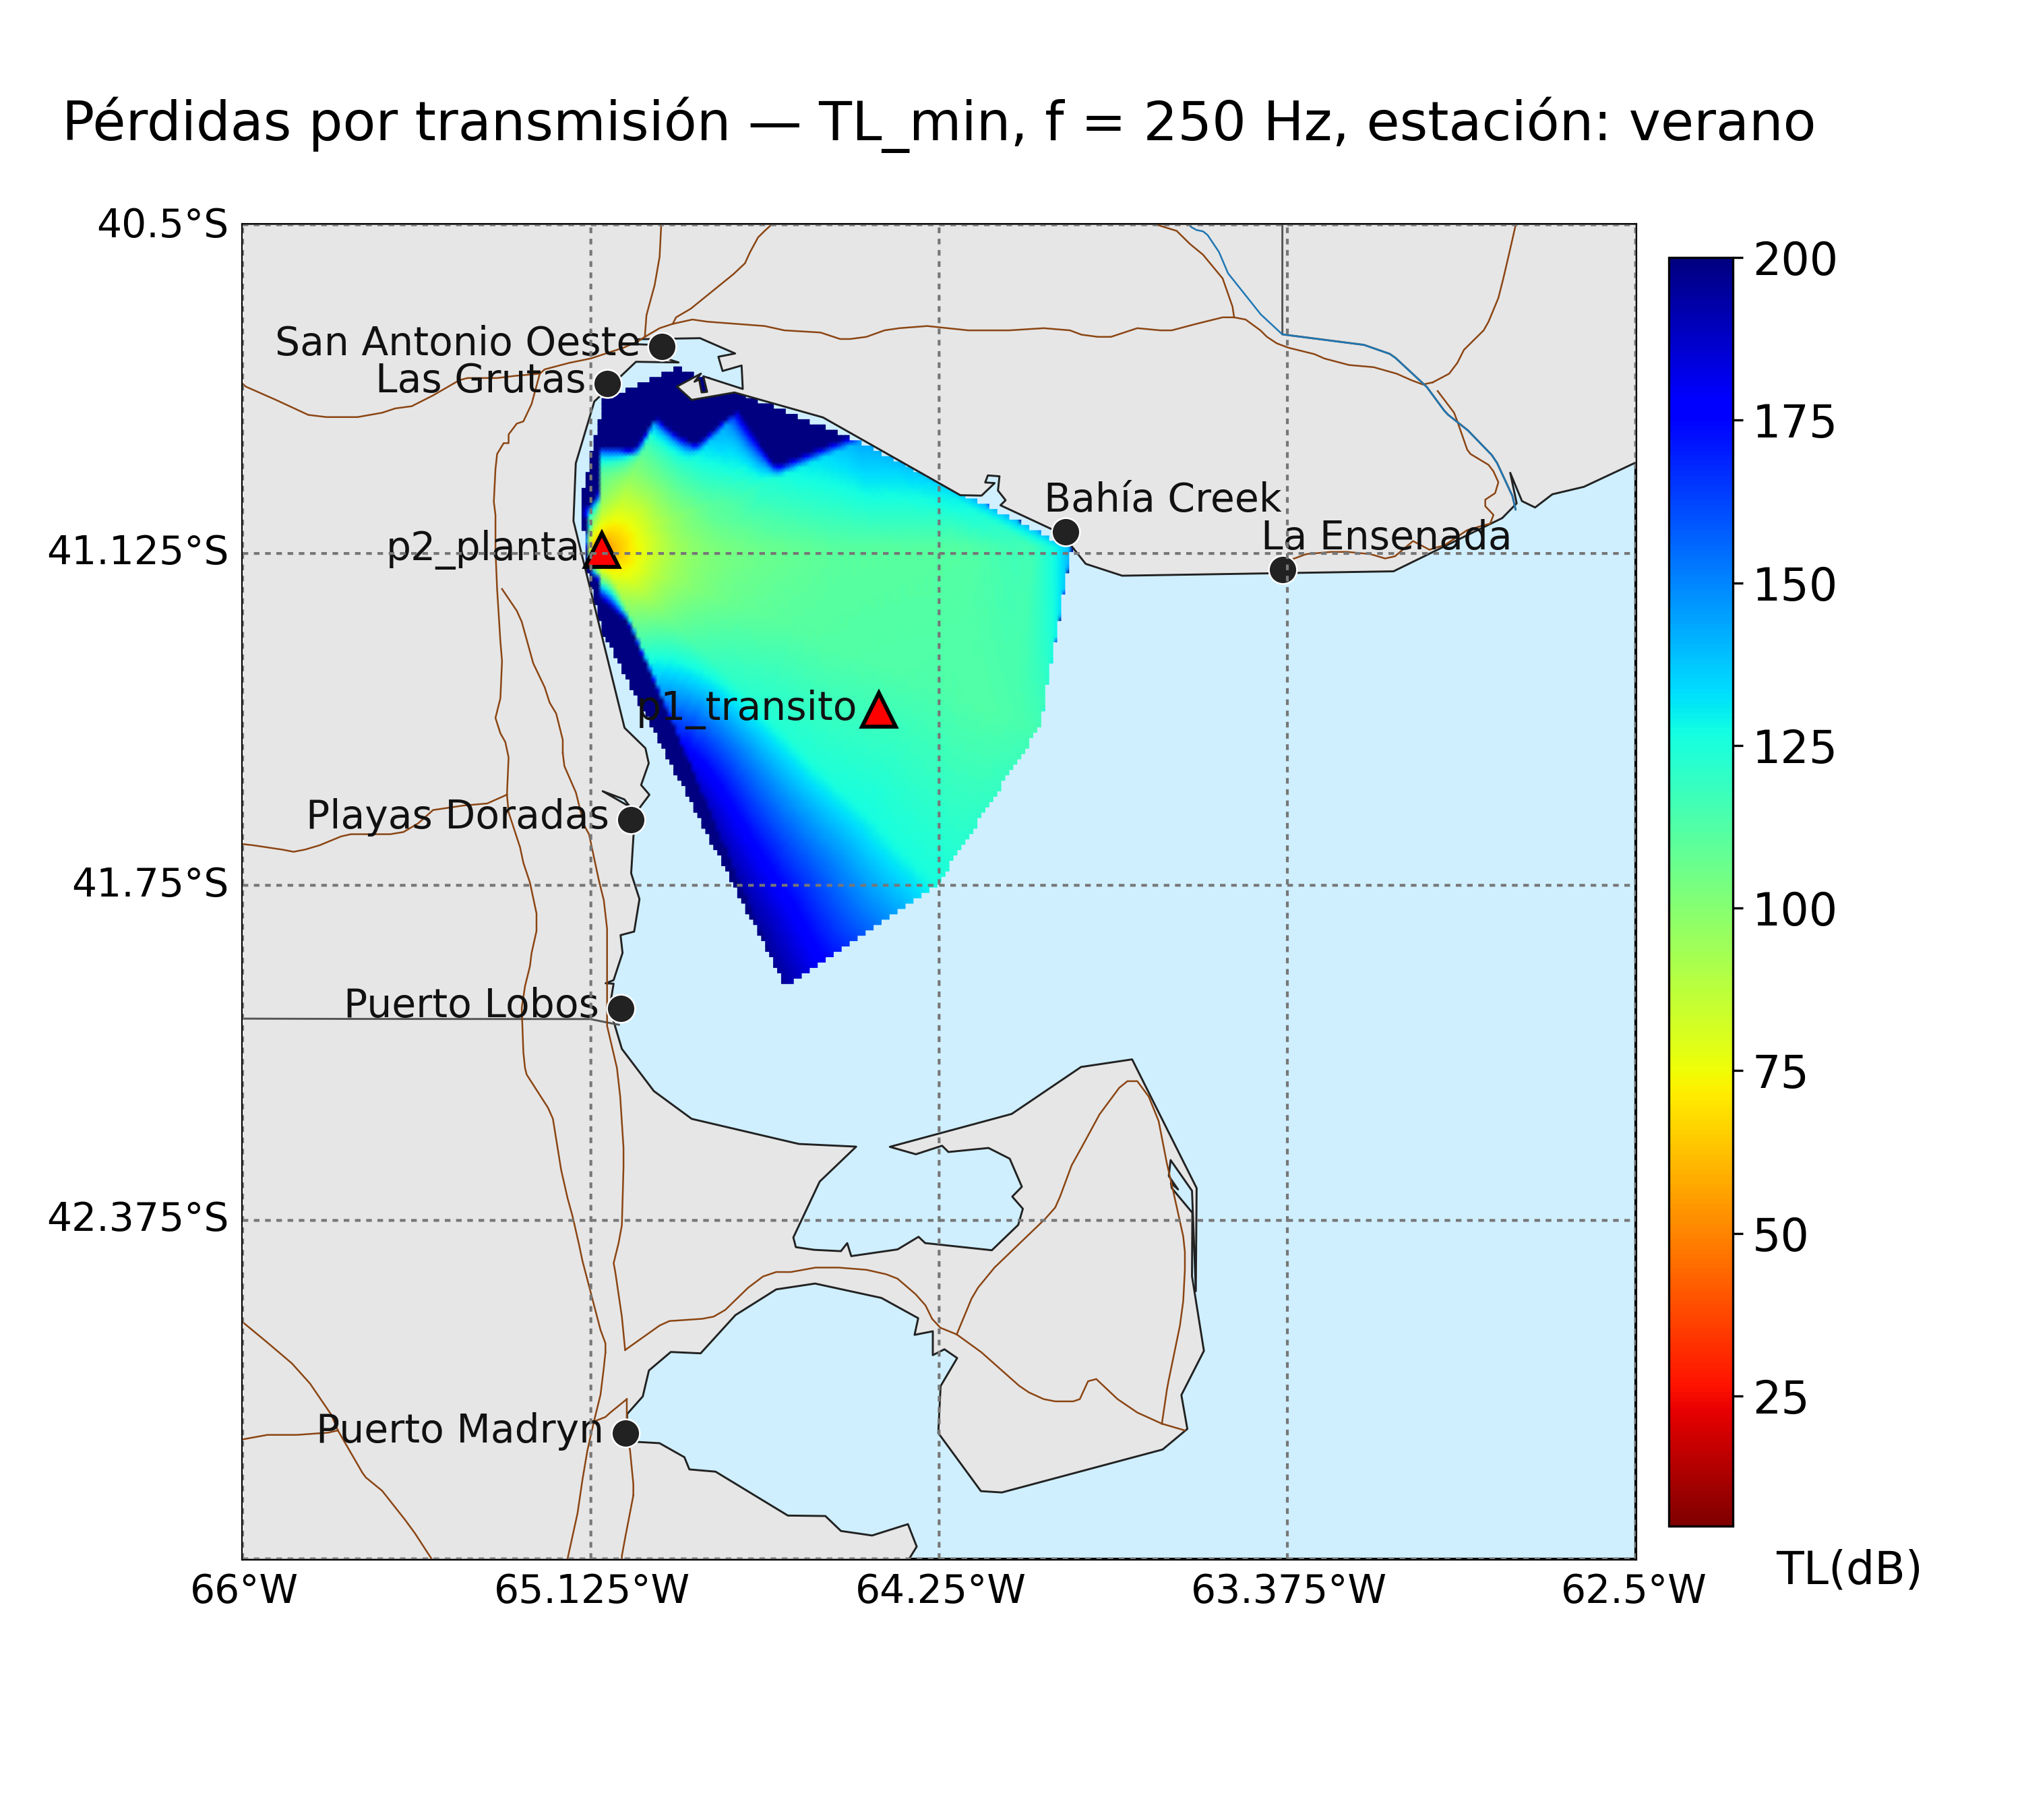 Pérdidas por transmisión — TL_min, f = 250 Hz, estación: verano
40.5°S
200
San Antonio Oeste
Las Grutas
175
Bahía Creek
La Ensenada
p2_planta
41.125°S
150
p1_transito
125
Playas Doradas
41.75°S
100
Puerto Lobos
75
42.375°S
50
25
Puerto Madryn
TL(dB)
66°W
65.125°W
64.25°W
63.375°W
62.5°W